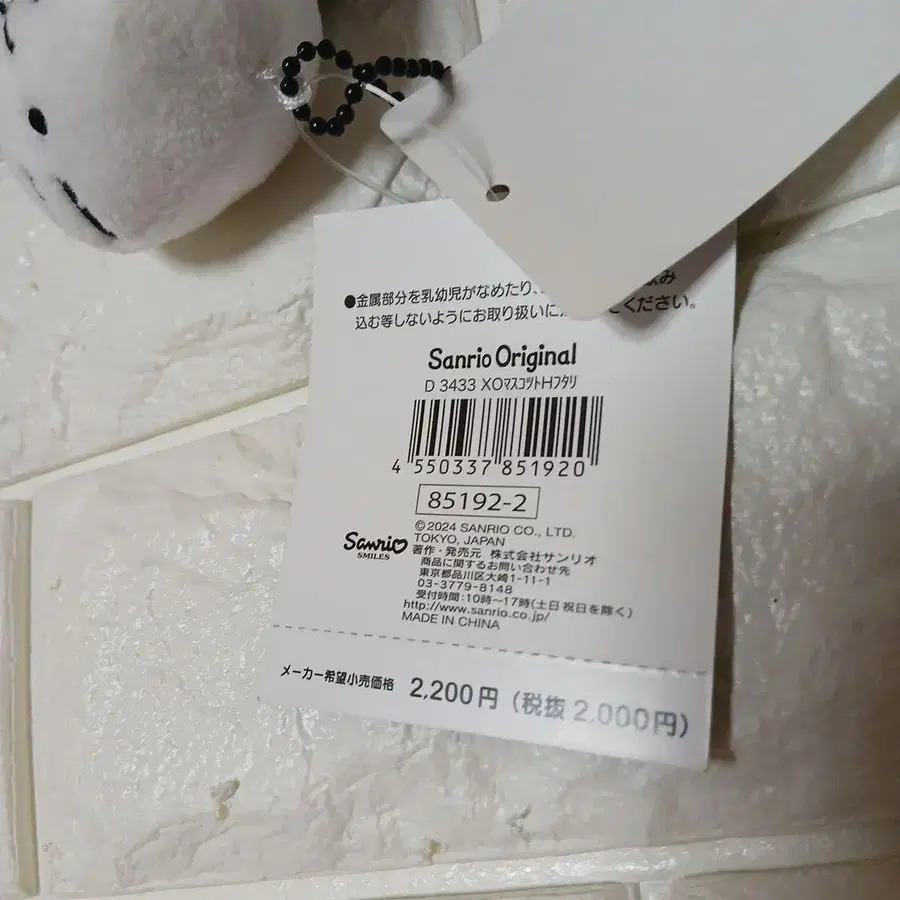 ●金属部分を乳幼児がなめたり、
込む等しないようにお取り扱いに
ください。
Sanrio Original
D 3433 XOマスコットHフタリ
4 550337 851920
85192-2
©2024 SANRIO CO., LTD.
TOKYO, JAPAN
Sanrio
SMILES
著作・発売元 株式会社サンリオ
商品に関するお問い合わせ先
東京都品川区大崎1-11-1
03-3779-8148
受付時間:10時~17時(土日 祝日を除く)
http://www.sanrio.co.jp/
MADE IN CHINA
メーカー希望小売価格 2,200円(税抜 2,000円)